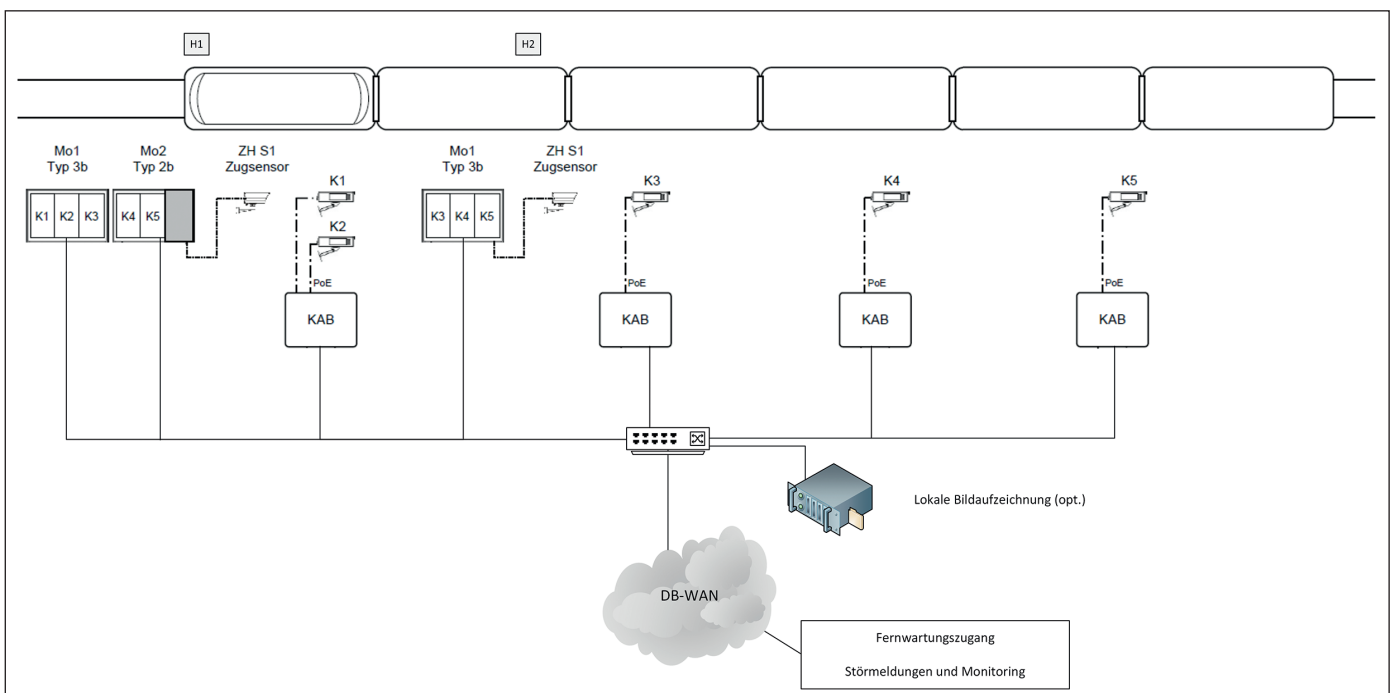 H1
H2
Mo1
Typ 3b
Mo2
Typ 2b
ZH S1
Zugsensor
K1
K2
Mo1
Typ 3b
ZH S1
Zugsensor
K3
K4
K5
K1 K2 K3
K4 K5
K3 K4 K5
PoE
PoE
PoE
PoE
KAB
KAB
KAB
KAB
Lokale Bildaufzeichnung (opt.)
DB-WAN
Fernwartungszugang
Störmeldungen und Monitoring